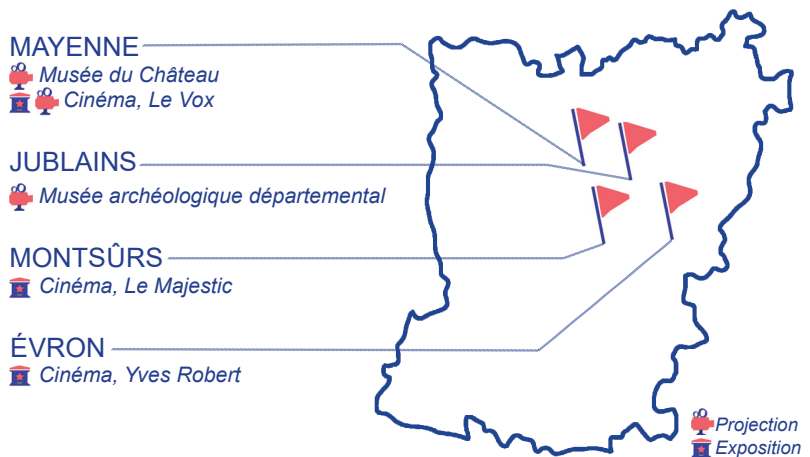 MAYENNE
Musée du Château
Cinéma, Le Vox
JUBLAINS
Musée archéologique départemental
MONTSÛRS
Cinéma, Le Majestic
ÉVRON
Cinéma, Yves Robert
Projection
Exposition